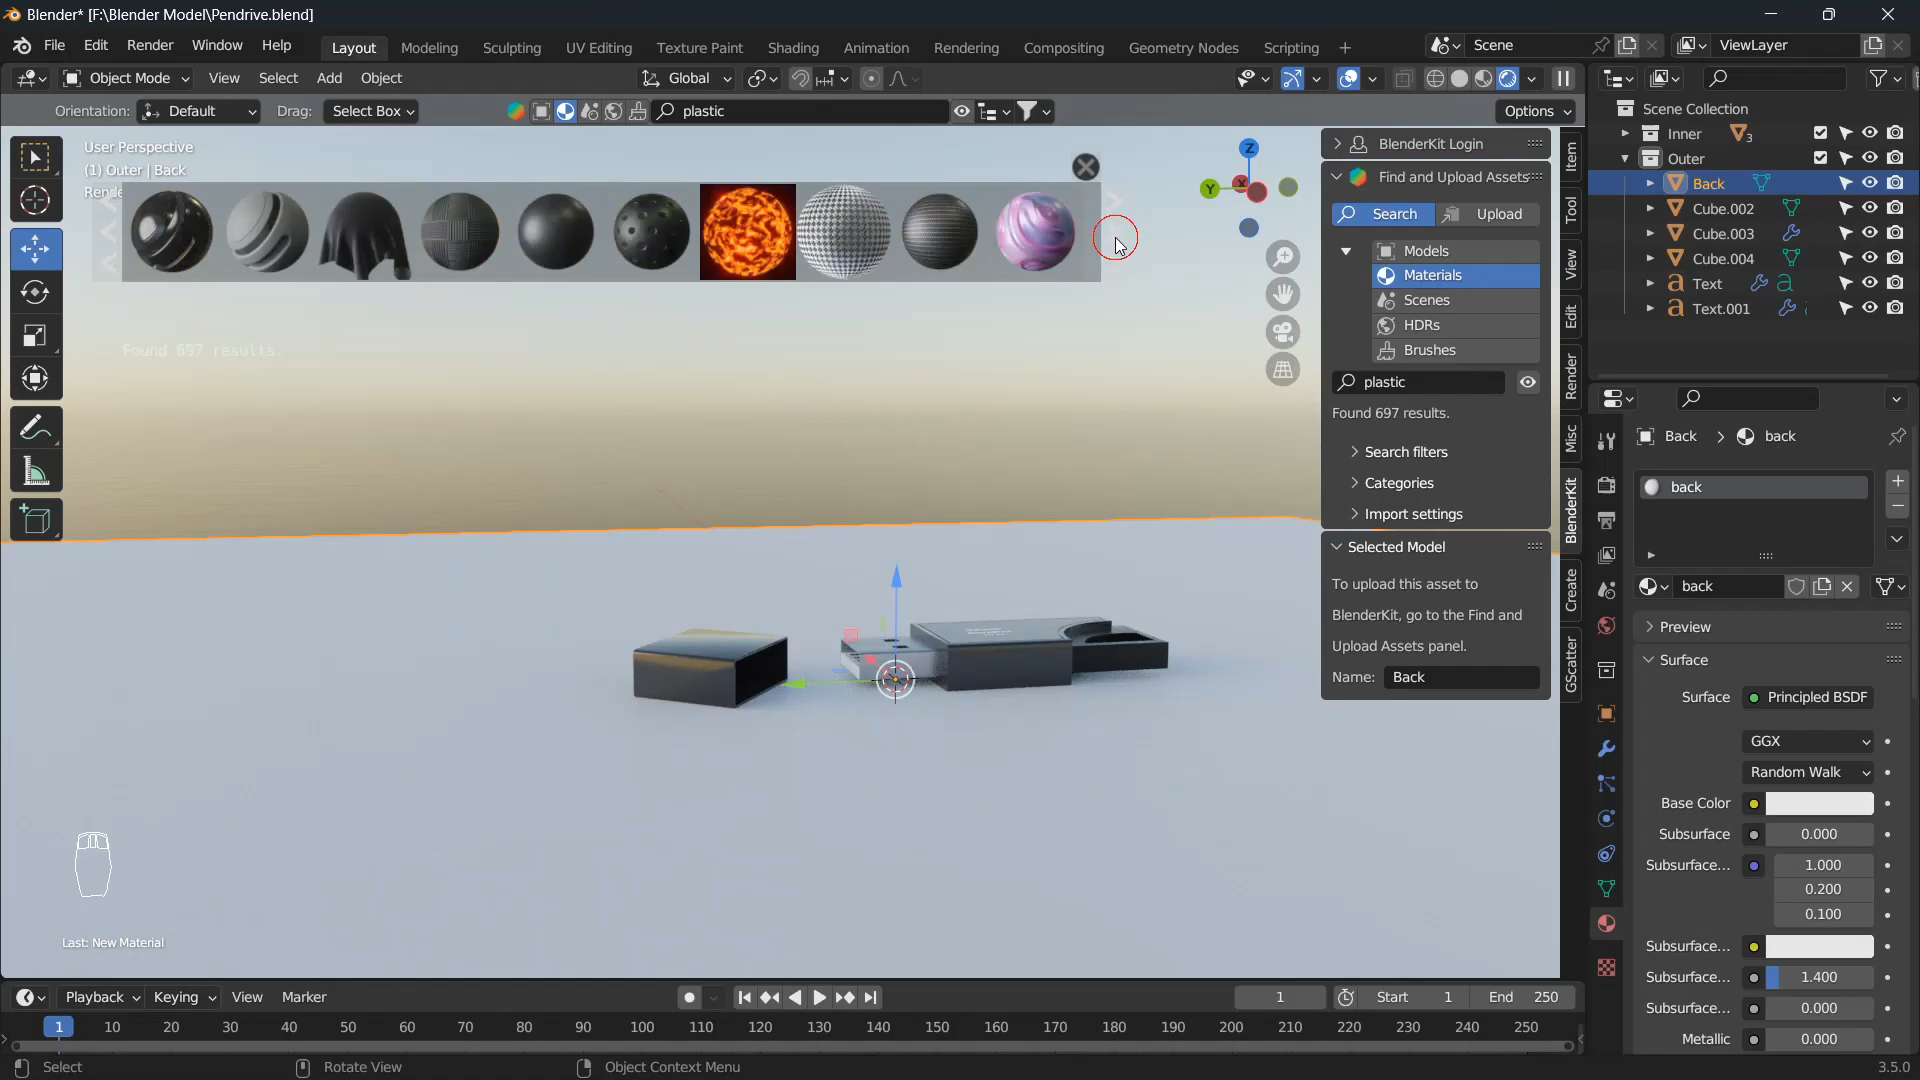 Blender* [F:\Blender Model\Pendrive.blend]
File Edit Render Window Help Layout Modeling Sculpting UV Editing Texture Paint Shading Animation Rendering Compositing Geometry Nodes Scripting + Scene ViewLayer
Object Mode View Select Add Object Global
Orientation: Default Drag: Select Box plastic Options
User Perspective
(1) Outer | Back
Rende
Found 697 results.
Z
Y
X
BlenderKit Login
Find and Upload Assets
Search Upload
Models
Materials
Scenes
HDRs
Brushes
plastic
Found 697 results.
Search filters
Categories
Import settings
Selected Model
To upload this asset to
BlenderKit, go to the Find and
Upload Assets panel.
Name: Back
Item
Tool
View
Edit
Render
Misc
BlenderKit
Create
GScatter
Scene Collection
Inner 3
Outer
Back
Cube.002
Cube.003
Cube.004
Text
Text.001
Back > back
back
back
Preview
Surface
Surface Principled BSDF
GGX
Random Walk
Base Color
Subsurface 0.000
Subsurface... 1.000
0.200
0.100
Subsurface...
Subsurface... 1.400
Subsurface... 0.000
Metallic 0.000
Last: New Material
Playback Keying View Marker 1 Start 1 End 250
1 10 20 30 40 50 60 70 80 90 100 110 120 130 140 150 160 170 180 190 200 210 220 230 240 250
Select Rotate View Object Context Menu 3.5.0